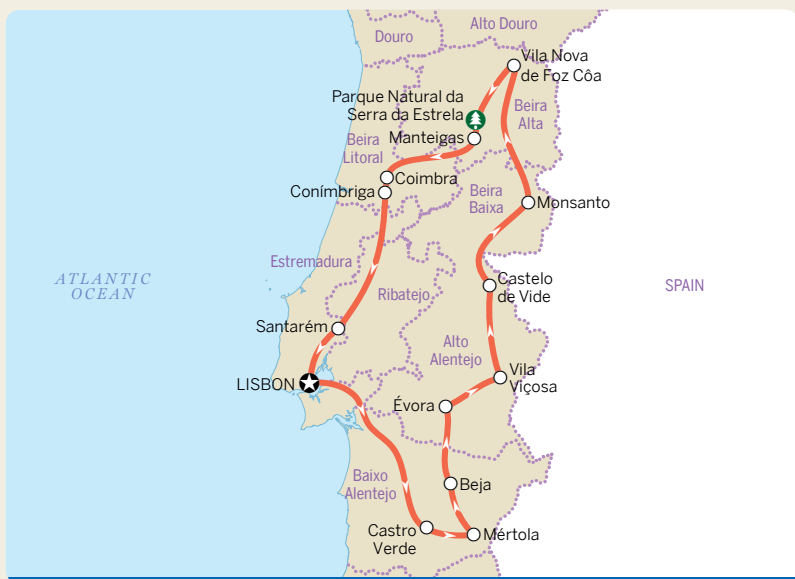 Alto Douro
Douro
Vila Nova
de Foz Côa
Parque Natural da
Serra da Estrela
Beira
Alta
Manteigas
Beira
Litoral
Coimbra
Conímbriga
Beira
Baixa
Monsanto
Estremadura
ATLANTIC
OCEAN
Castelo
de Vide
SPAIN
Ribatejo
Santarém
Alto
Alentejo
Vila
Viçosa
LISBON
Évora
Baixo
Alentejo
Beja
Castro
Verde
Mértola